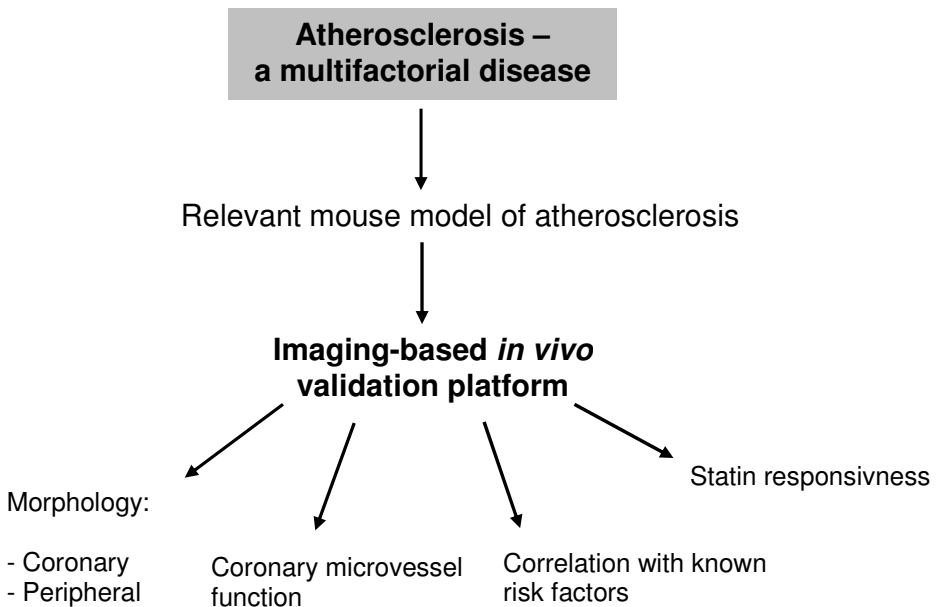 Atherosclerosis –
a multifactorial disease
Relevant mouse model of atherosclerosis
Imaging-based in vivo
validation platform
Statin responsivness
Morphology:
- Coronary
- Peripheral
Coronary microvessel
function
Correlation with known
risk factors